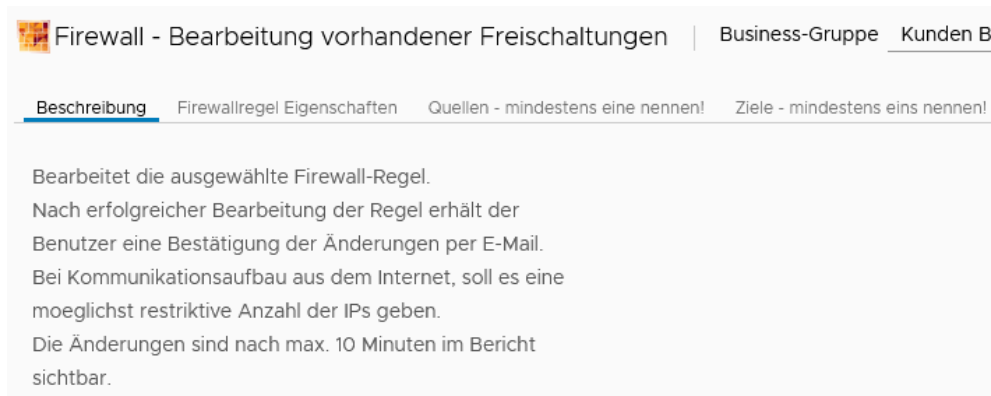 Firewall - Bearbeitung vorhandener Freischaltungen Business-Gruppe Kunden B
Beschreibung Firewallregel Eigenschaften Quellen - mindestens eine nennen! Ziele - mindestens eins nennen!
Bearbeitet die ausgewählte Firewall-Regel.
Nach erfolgreicher Bearbeitung der Regel erhält der
Benutzer eine Bestätigung der Änderungen per E-Mail.
Bei Kommunikationsaufbau aus dem Internet, soll es eine
moeglichst restriktive Anzahl der IPs geben.
Die Änderungen sind nach max. 10 Minuten im Bericht
sichtbar.